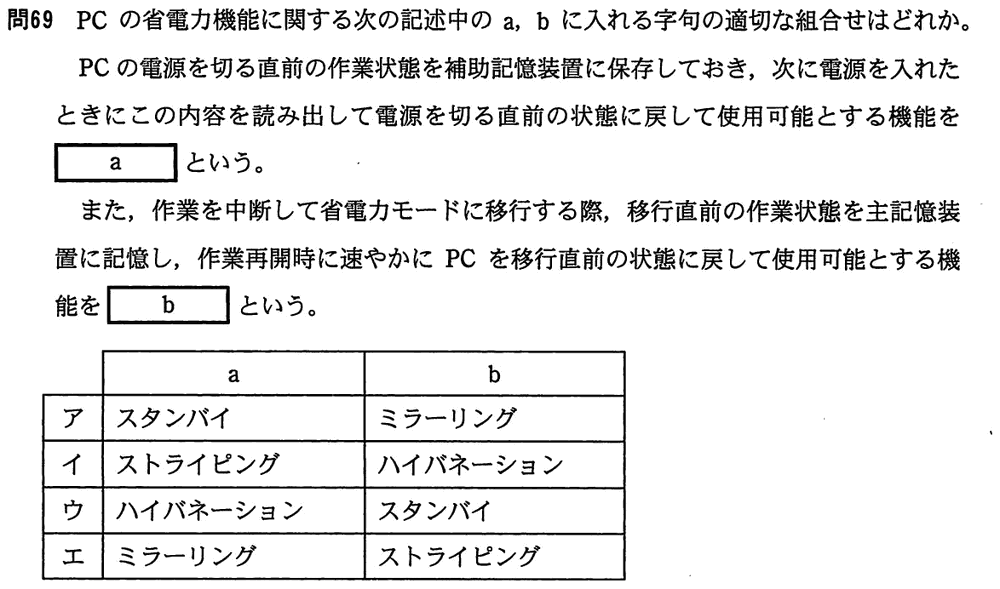 問69 PC の省電力機能に関する次の記述中の a，b に入れる字句の適切な組合せはどれか。
PC の電源を切る直前の作業状態を補助記憶装置に保存しておき，次に電源を入れた
ときにこの内容を読み出して電源を切る直前の状態に戻して使用可能とする機能を
a という。
また，作業を中断して省電力モードに移行する際，移行直前の作業状態を主記憶装
置に記憶し，作業再開時に速やかに PC を移行直前の状態に戻して使用可能とする機
能を b という。
a b
ア スタンバイ ミラーリング
イ ストライピング ハイバネーション
ウ ハイバネーション スタンバイ
エ ミラーリング ストライピング